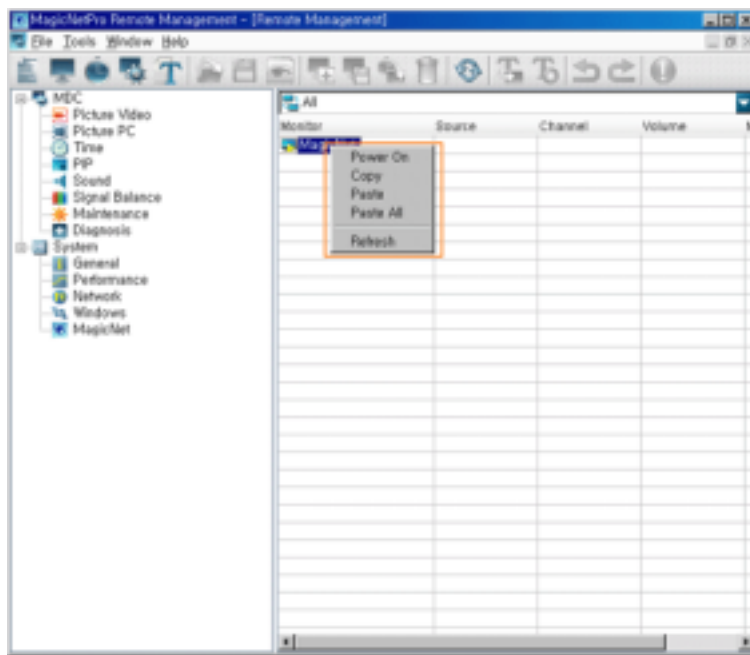 MagicNetPro Remote Management - [Remote Management]
File Tools Window Help
MDC
Picture Video
Picture PC
Time
PIP
Sound
Signal Balance
Maintenance
Diagnosis
System
General
Performance
Network
Windows
MagicNet
All
Monitor Source Channel Volume
Power On
Copy
Paste
Paste All
Refresh